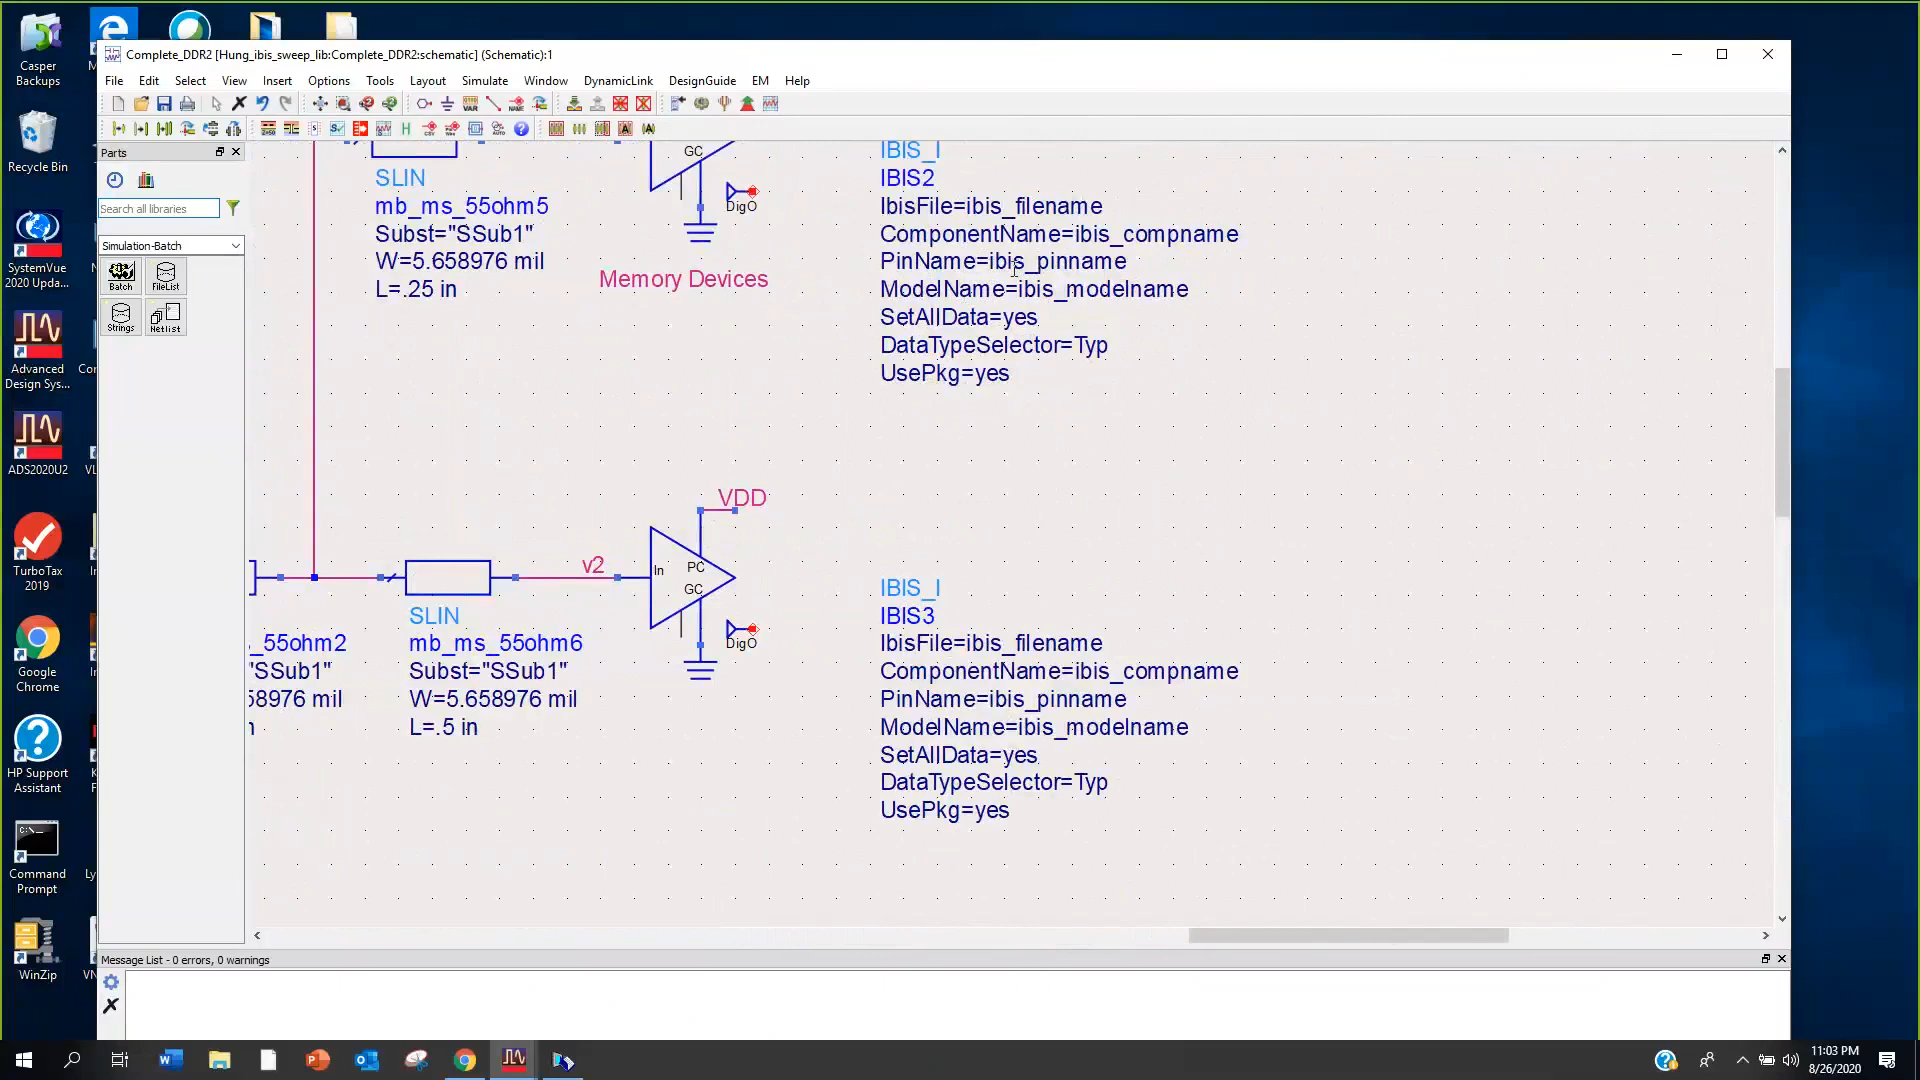 Casper
Backups
Recycle Bin
SystemVue
2020 Upda...
Advanced
Design Sys...
ADS2020U2
TurboTax
2019
Google
Chrome
HP Support
Assistant
Command
Prompt
WinZip
Complete_DDR2 [Hung_ibis_sweep_lib:Complete_DDR2:schematic] (Schematic):1
File Edit Select View Insert Options Tools Layout Simulate Window DynamicLink DesignGuide EM Help
Parts
Search all libraries
Simulation-Batch
Batch
FileList
Strings
Netlist
SLIN
mb_ms_55ohm5
Subst="SSub1"
W=5.658976 mil
L=.25 in
GC
DigO
Memory Devices
IBIS_I
IBIS2
IbisFile=ibis_filename
ComponentName=ibis_compname
PinName=ibis_pinname
ModelName=ibis_modelname
SetAllData=yes
DataTypeSelector=Typ
UsePkg=yes
VDD
v2
In
PC
GC
DigO
_55ohm2
"SSub1"
58976 mil
n
SLIN
mb_ms_55ohm6
Subst="SSub1"
W=5.658976 mil
L=.5 in
IBIS_I
IBIS3
IbisFile=ibis_filename
ComponentName=ibis_compname
PinName=ibis_pinname
ModelName=ibis_modelname
SetAllData=yes
DataTypeSelector=Typ
UsePkg=yes
Message List - 0 errors, 0 warnings
11:03 PM
8/26/2020